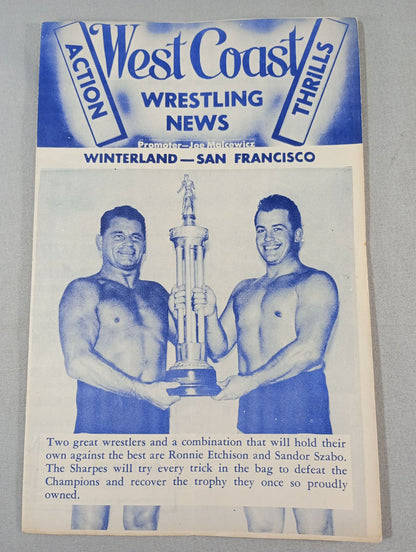 ACTION
West Coast
THRILLS
WRESTLING
NEWS
Promoter—Joe Malcewicz
WINTERLAND—SAN FRANCISCO
Two great wrestlers and a combination that will hold their
own against the best are Ronnie Etchison and Sandor Szabo.
The Sharpes will try every trick in the bag to defeat the
Champions and recover the trophy they once so proudly
owned.